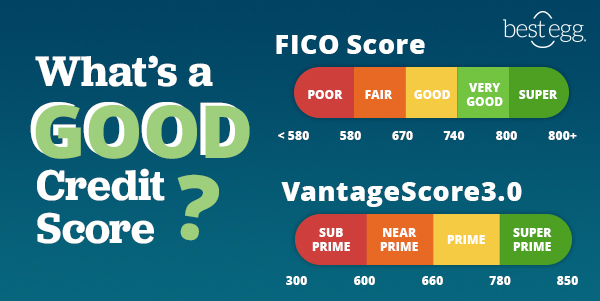 best egg
What's a
GOOD
Credit
Score ?
FICO Score
POOR FAIR GOOD VERY GOOD SUPER
< 580 580 670 740 800 800+
VantageScore3.0
SUB PRIME NEAR PRIME PRIME SUPER PRIME
300 600 660 780 850